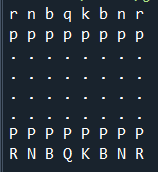 r n b q k b n r
p p p p p p p p
. . . . . . . .
. . . . . . . .
. . . . . . . .
. . . . . . . .
P P P P P P P P
R N B Q K B N R